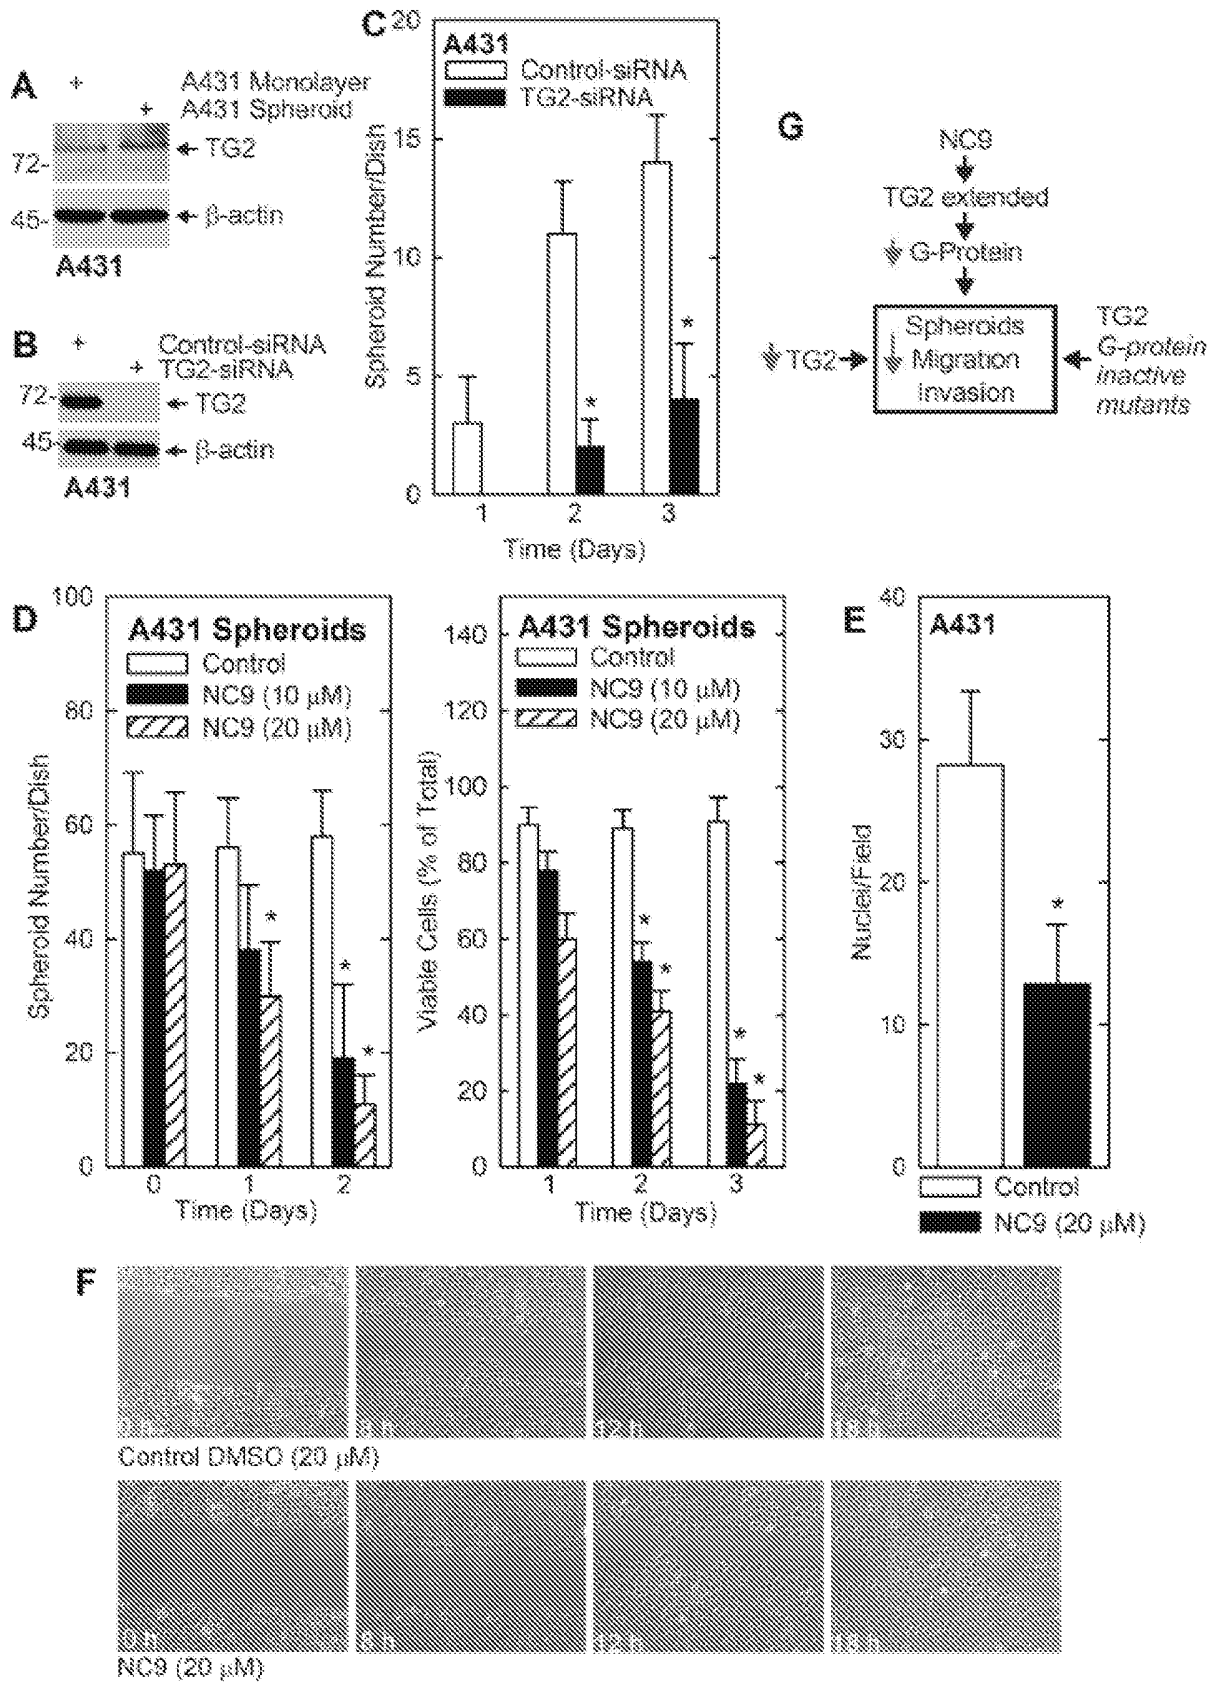 A
+ A431 Monolayer
+ A431 Spheroid
TG2
72-
β-actin
45-
A431
B
+ Control-siRNA
+ TG2-siRNA
72-
TG2
45-
β-actin
A431
C
20
15
10
5
0
Spheroid Number/Dish
A431
Control-siRNA
TG2-siRNA
*
*
1 2 3
Time (Days)
G
NC9
TG2 extended
G-Protein
Spheroids
Migration
Invasion
TG2
TG2
G-protein
inactive
mutants
D
100
80
60
40
20
0
Spheroid Number/Dish
A431 Spheroids
Control
NC9 (10 μM)
NC9 (20 μM)
*
*
*
0 1 2
Time (Days)
140
120
100
80
60
40
20
0
Viable Cells (% of Total)
A431 Spheroids
Control
NC9 (10 μM)
NC9 (20 μM)
*
*
*
*
1 2 3
Time (Days)
E
40
30
20
10
0
Nuclei/Field
A431
*
Control
NC9 (20 μM)
F
12 h
18 h
Control DMSO (20 μM)
0 h
8 h
12 h
18 h
NC9 (20 μM)